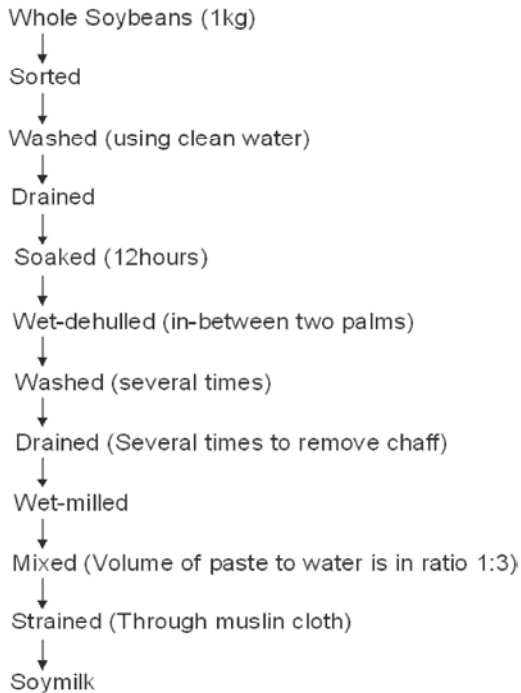 Whole Soybeans (1kg)
Sorted
Washed (using clean water)
Drained
Soaked (12hours)
Wet-dehulled (in-between two palms)
Washed (several times)
Drained (Several times to remove chaff)
Wet-milled
Mixed (Volume of paste to water is in ratio 1:3)
Strained (Through muslin cloth)
Soymilk